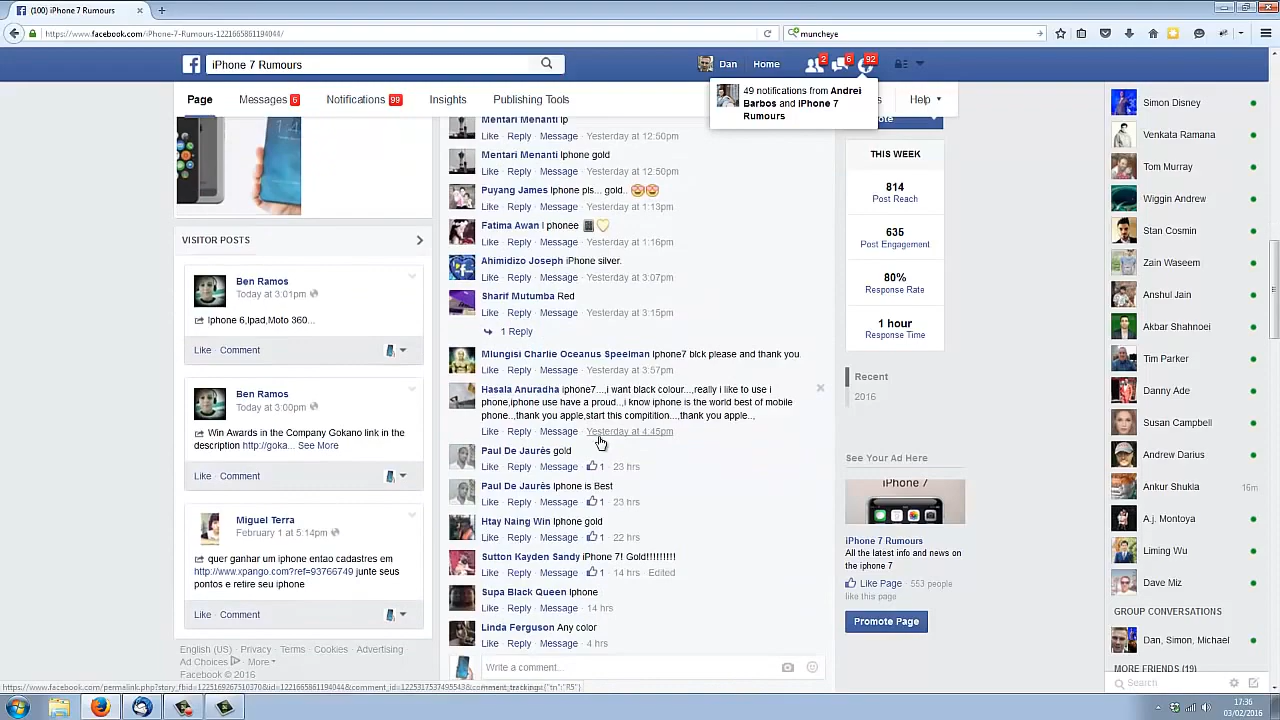 (100) iPhone 7 Rumours
https://www.facebook.com/iPhone-7-Rumours-1221665861194044/
muncheye
iPhone 7 Rumours
Dan
Home
2
6
92
49 notifications from Andrei
Barbos and iPhone 7
Rumours
Page
Messages 6
Notifications 99
Insights
Publishing Tools
Help
VISITOR POSTS
Ben Ramos
Today at 3:01pm
Iphone 6,Ipad,Moto 360...
Like · Comment
Ben Ramos
Today at 3:00pm
Win Awards in the Company Gokano link in the
description http://goka... See More
Like · Comment
Miguel Terra
February 1 at 5:14pm
quer ganhar um iphone entao cadastres em
http://www.xpango.com?ref=93766749 junte seus
pontos e retire seu iphone
Like · Comment
English (US) · Privacy · Terms · Cookies · Advertising
Ad Choices · More
Facebook © 2016
Mentari Menanti Ip
Like · Reply · Message · Yesterday at 12:50pm
Mentari Menanti Iphone gold
Like · Reply · Message · Yesterday at 12:50pm
Puyang James Iphone pls... gold..
Like · Reply · Message · Yesterday at 1:13pm
Fatima Awan I phonee
Like · Reply · Message · Yesterday at 1:16pm
Ahimidizo Joseph iPhone silver.
Like · Reply · Message · Yesterday at 3:07pm
Sharif Mutumba Red
Like · Reply · Message · Yesterday at 3:15pm
1 Reply
Mlungisi Charlie Oceanus Speelman Iphone7 bick please and thank you.
Like · Reply · Message · Yesterday at 3:57pm
Hasala Anuradha iphone7...,i want black colour...really i like to use i
phone,iphone use have a proud..,i know iphone is the world best of mobile
phone..,thank you apple,start this compitition....thank you apple..,
Like · Reply · Message · Yesterday at 4:45pm
Paul De Jaurès gold
Like · Reply · Message · 1 · 23 hrs
Paul De Jaurès Iphone is Best
Like · Reply · Message · 1 · 23 hrs
Htay Naing Win Iphone gold
Like · Reply · Message · 1 · 22 hrs
Sutton Kayden Sandy iPhone 7! Gold!!!!!!!!
Like · Reply · Message · 1 · 14 hrs · Edited
Supa Black Queen Iphone
Like · Reply · Message · 14 hrs
Linda Ferguson Any color
Like · Reply · Message · 4 hrs
Write a comment...
THIS WEEK
814
Post Reach
635
Post Engagement
80%
Response Rate
1 hour
Response Time
Recent
2016
See Your Ad Here
iPhone 7
iPhone 7 Rumours
All the latest info and news on
the iphone 7
Like Page · 553 people
like this page
Promote Page
Simon Disney
Venkata Ramana
Tom Murray
Waggin Andrew
Stan Cosmin
Zain Waseem
Akbar Shahnoei
Tim Parker
Danny Ade
Susan Campbell
Andrew Darius
Ankur Shukla 16m
A.j. Montoya
Dave Miz
GROUP CONVERSATIONS
Dan, Simon, Michael
MORE FRIENDS (19)
Search
17:36
03/02/2016